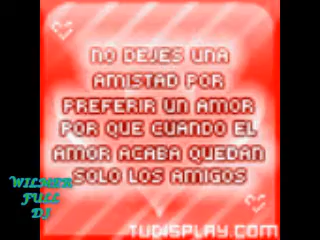 NO DEJES UNA
AMISTAD POR
PREFERIR UN AMOR
POR QUE CUANDO EL
AMOR ACABA QUEDAN
SOLO LOS AMIGOS
WILMER
FULL
DJ
TUDISPLAY.COM